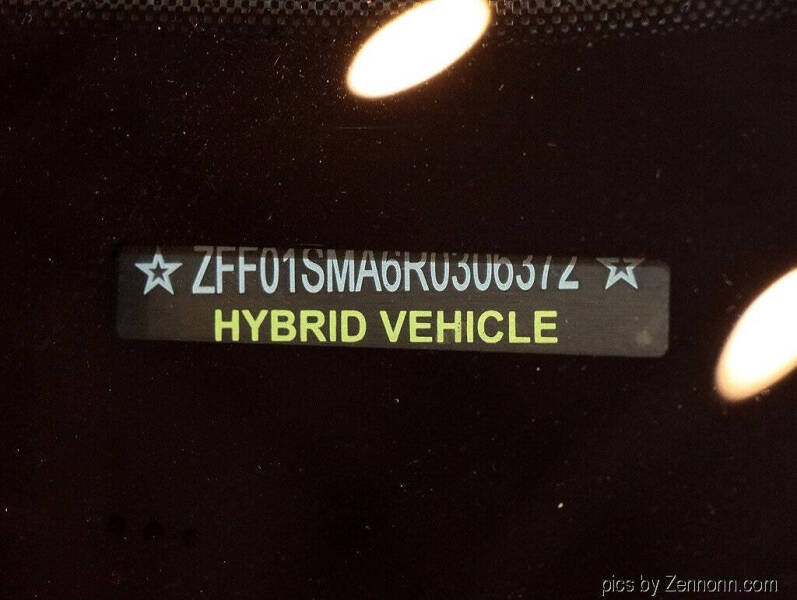 ☆ ZFF01SMA6R0306372 ☆
HYBRID VEHICLE
pics by Zennonn.com